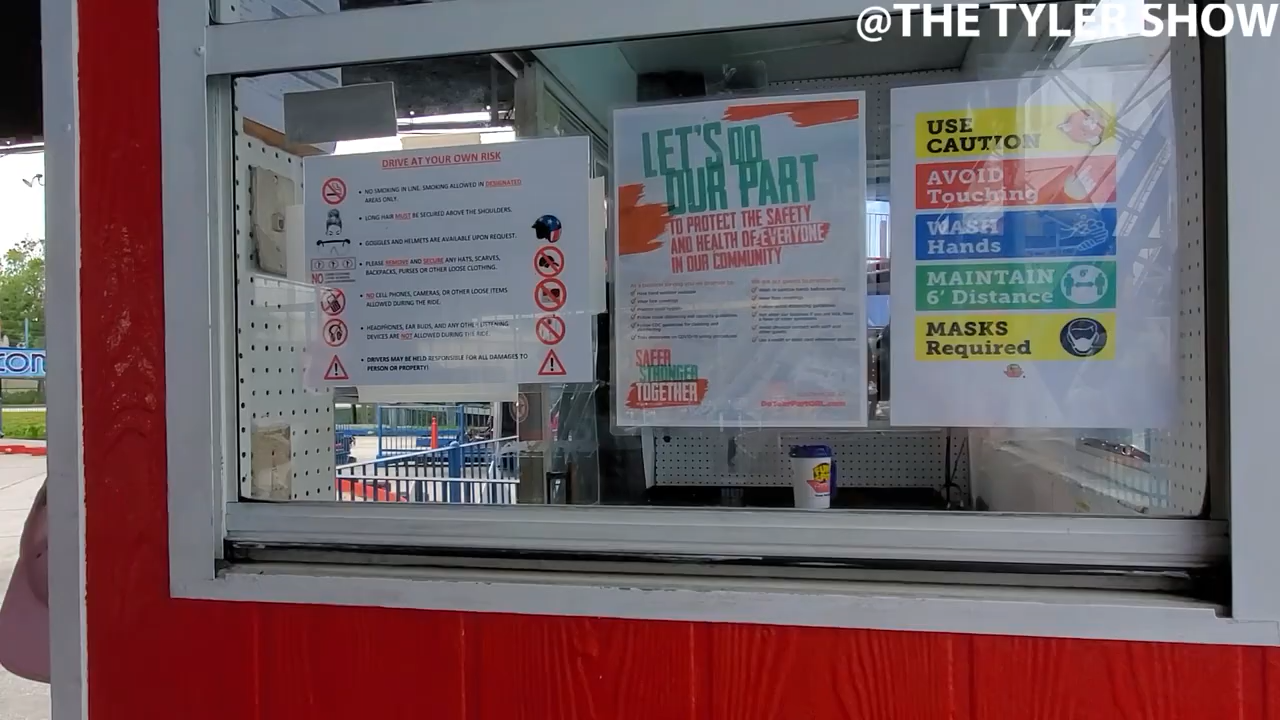 @THE TYLER SHOW
DRIVE AT YOUR OWN RISK
• NO SMOKING IN LINE. SMOKING ALLOWED IN DESIGNATED
AREAS ONLY.
• LONG HAIR MUST BE SECURED ABOVE THE SHOULDERS.
• GOGGLES AND HELMETS ARE AVAILABLE UPON REQUEST.
• PLEASE REMOVE AND SECURE ANY HATS, SCARVES,
BACKPACKS, PURSES OR OTHER LOOSE CLOTHING.
NO
• NO CELL PHONES, CAMERAS, OR OTHER LOOSE ITEMS
ALLOWED DURING THE RIDE.
• HEADPHONES, EAR BUDS, AND ANY OTHER LISTENING
DEVICES ARE NOT ALLOWED DURING THE RIDE.
• DRIVERS MAY BE HELD RESPONSIBLE FOR ALL DAMAGES TO
PERSON OR PROPERTY!
LET'S DO
OUR PART
TO PROTECT THE SAFETY
AND HEALTH OF EVERYONE
IN OUR COMMUNITY
SAFER
STRONGER
TOGETHER
USE
CAUTION
AVOID
Touching
WASH
Hands
MAINTAIN
6' Distance
MASKS
Required